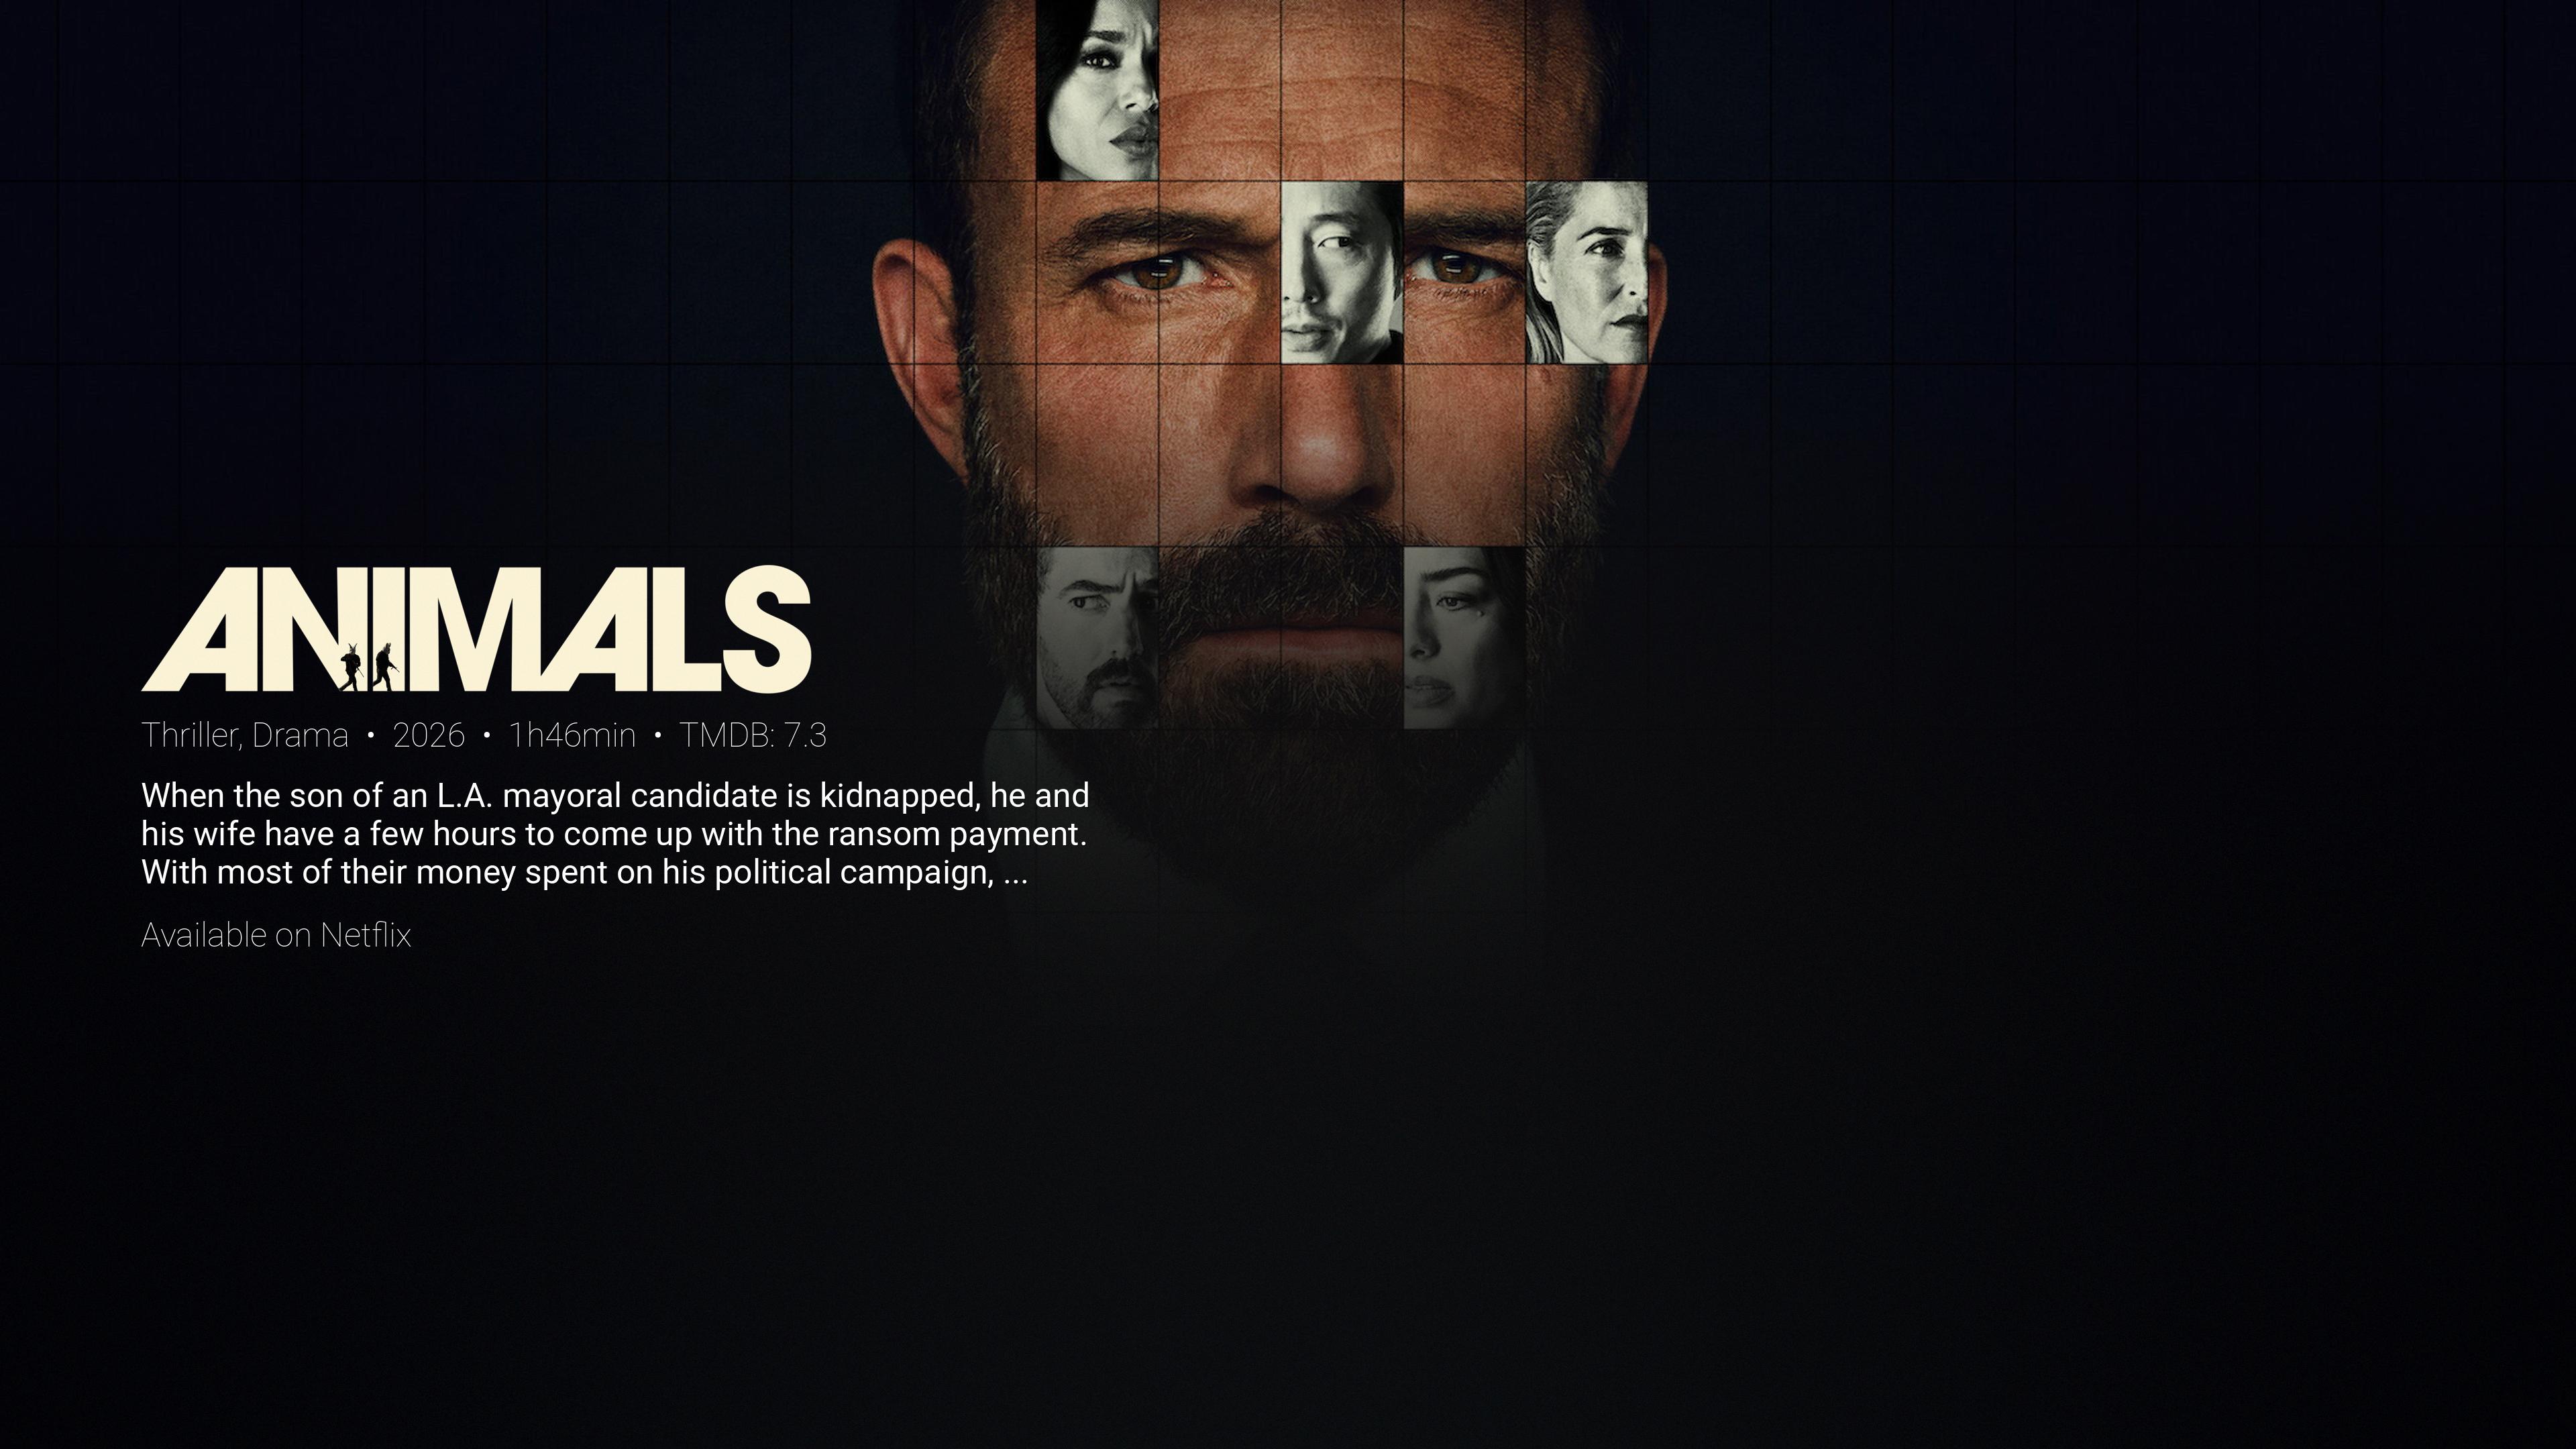 ANIMALS
Thriller, Drama • 2026 • 1h46min • TMDB: 7.3
When the son of an L.A. mayoral candidate is kidnapped, he and
his wife have a few hours to come up with the ransom payment.
With most of their money spent on his political campaign, ...
Available on Netflix